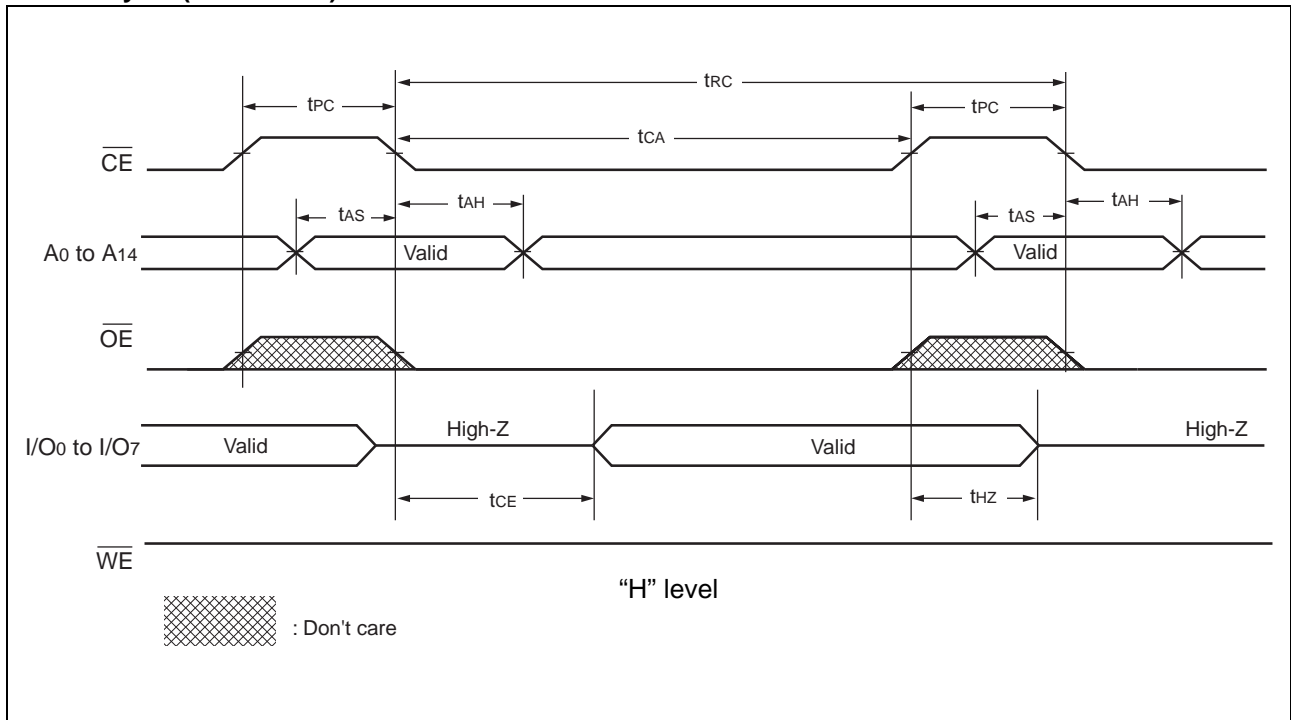 tRC
tPC
tPC
tCA
CE
tAS
tAH
tAS
tAH
A0 to A14
Valid
Valid
OE
I/O0 to I/O7
Valid
High-Z
Valid
High-Z
tCE
tHZ
WE
“H” level
: Don't care